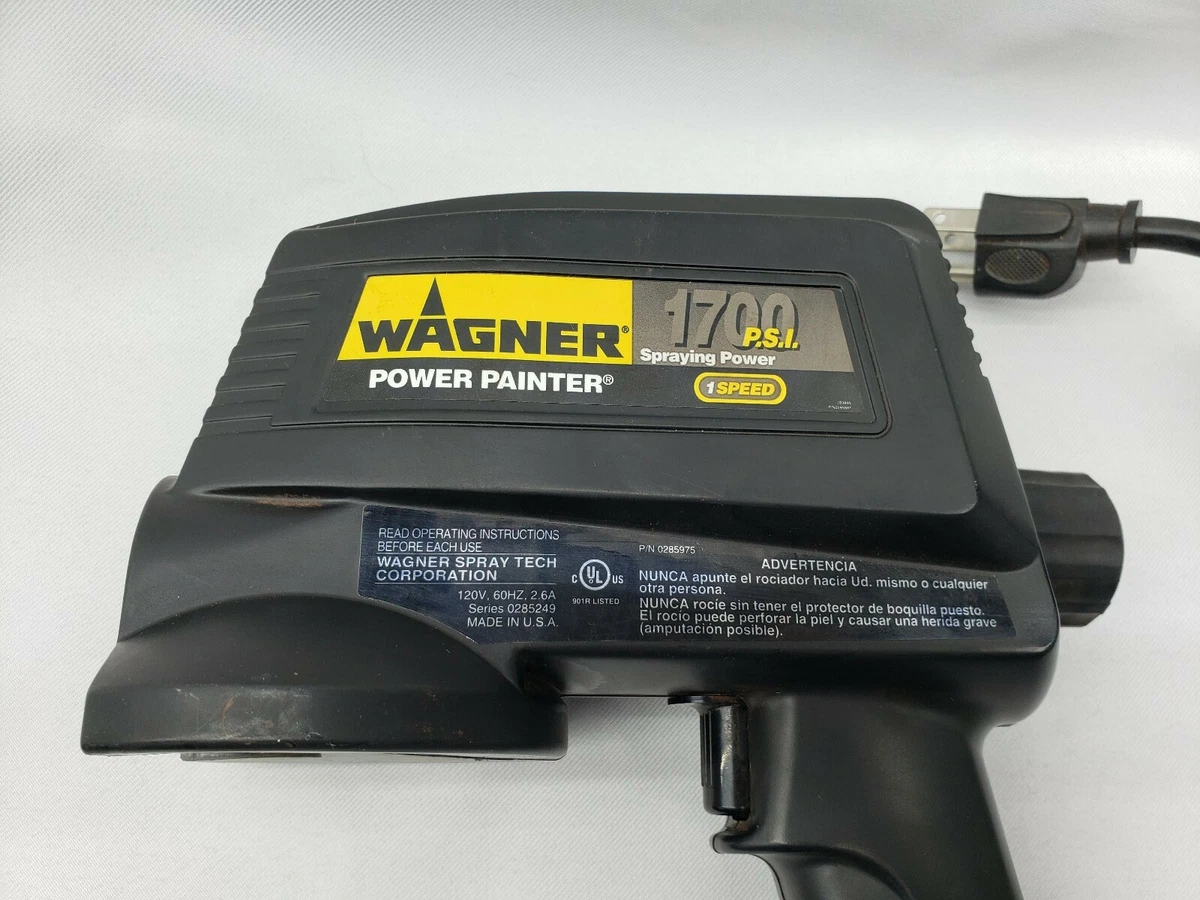 WAGNER®
1700
P.S.I.
Spraying Power
POWER PAINTER®
1 SPEED
READ OPERATING INSTRUCTIONS
BEFORE EACH USE
WAGNER SPRAY TECH
CORPORATION
120V, 60HZ, 2.6A
Series 0285249
MADE IN U.S.A.
C UL US
901R LISTED
P/N 0285975
ADVERTENCIA
NUNCA apunte el rociador hacia Ud. mismo o cualquier
otra persona.
NUNCA rocíe sin tener el protector de boquilla puesto.
El rocío puede perforar la piel y causar una herida grave
(amputación posible).